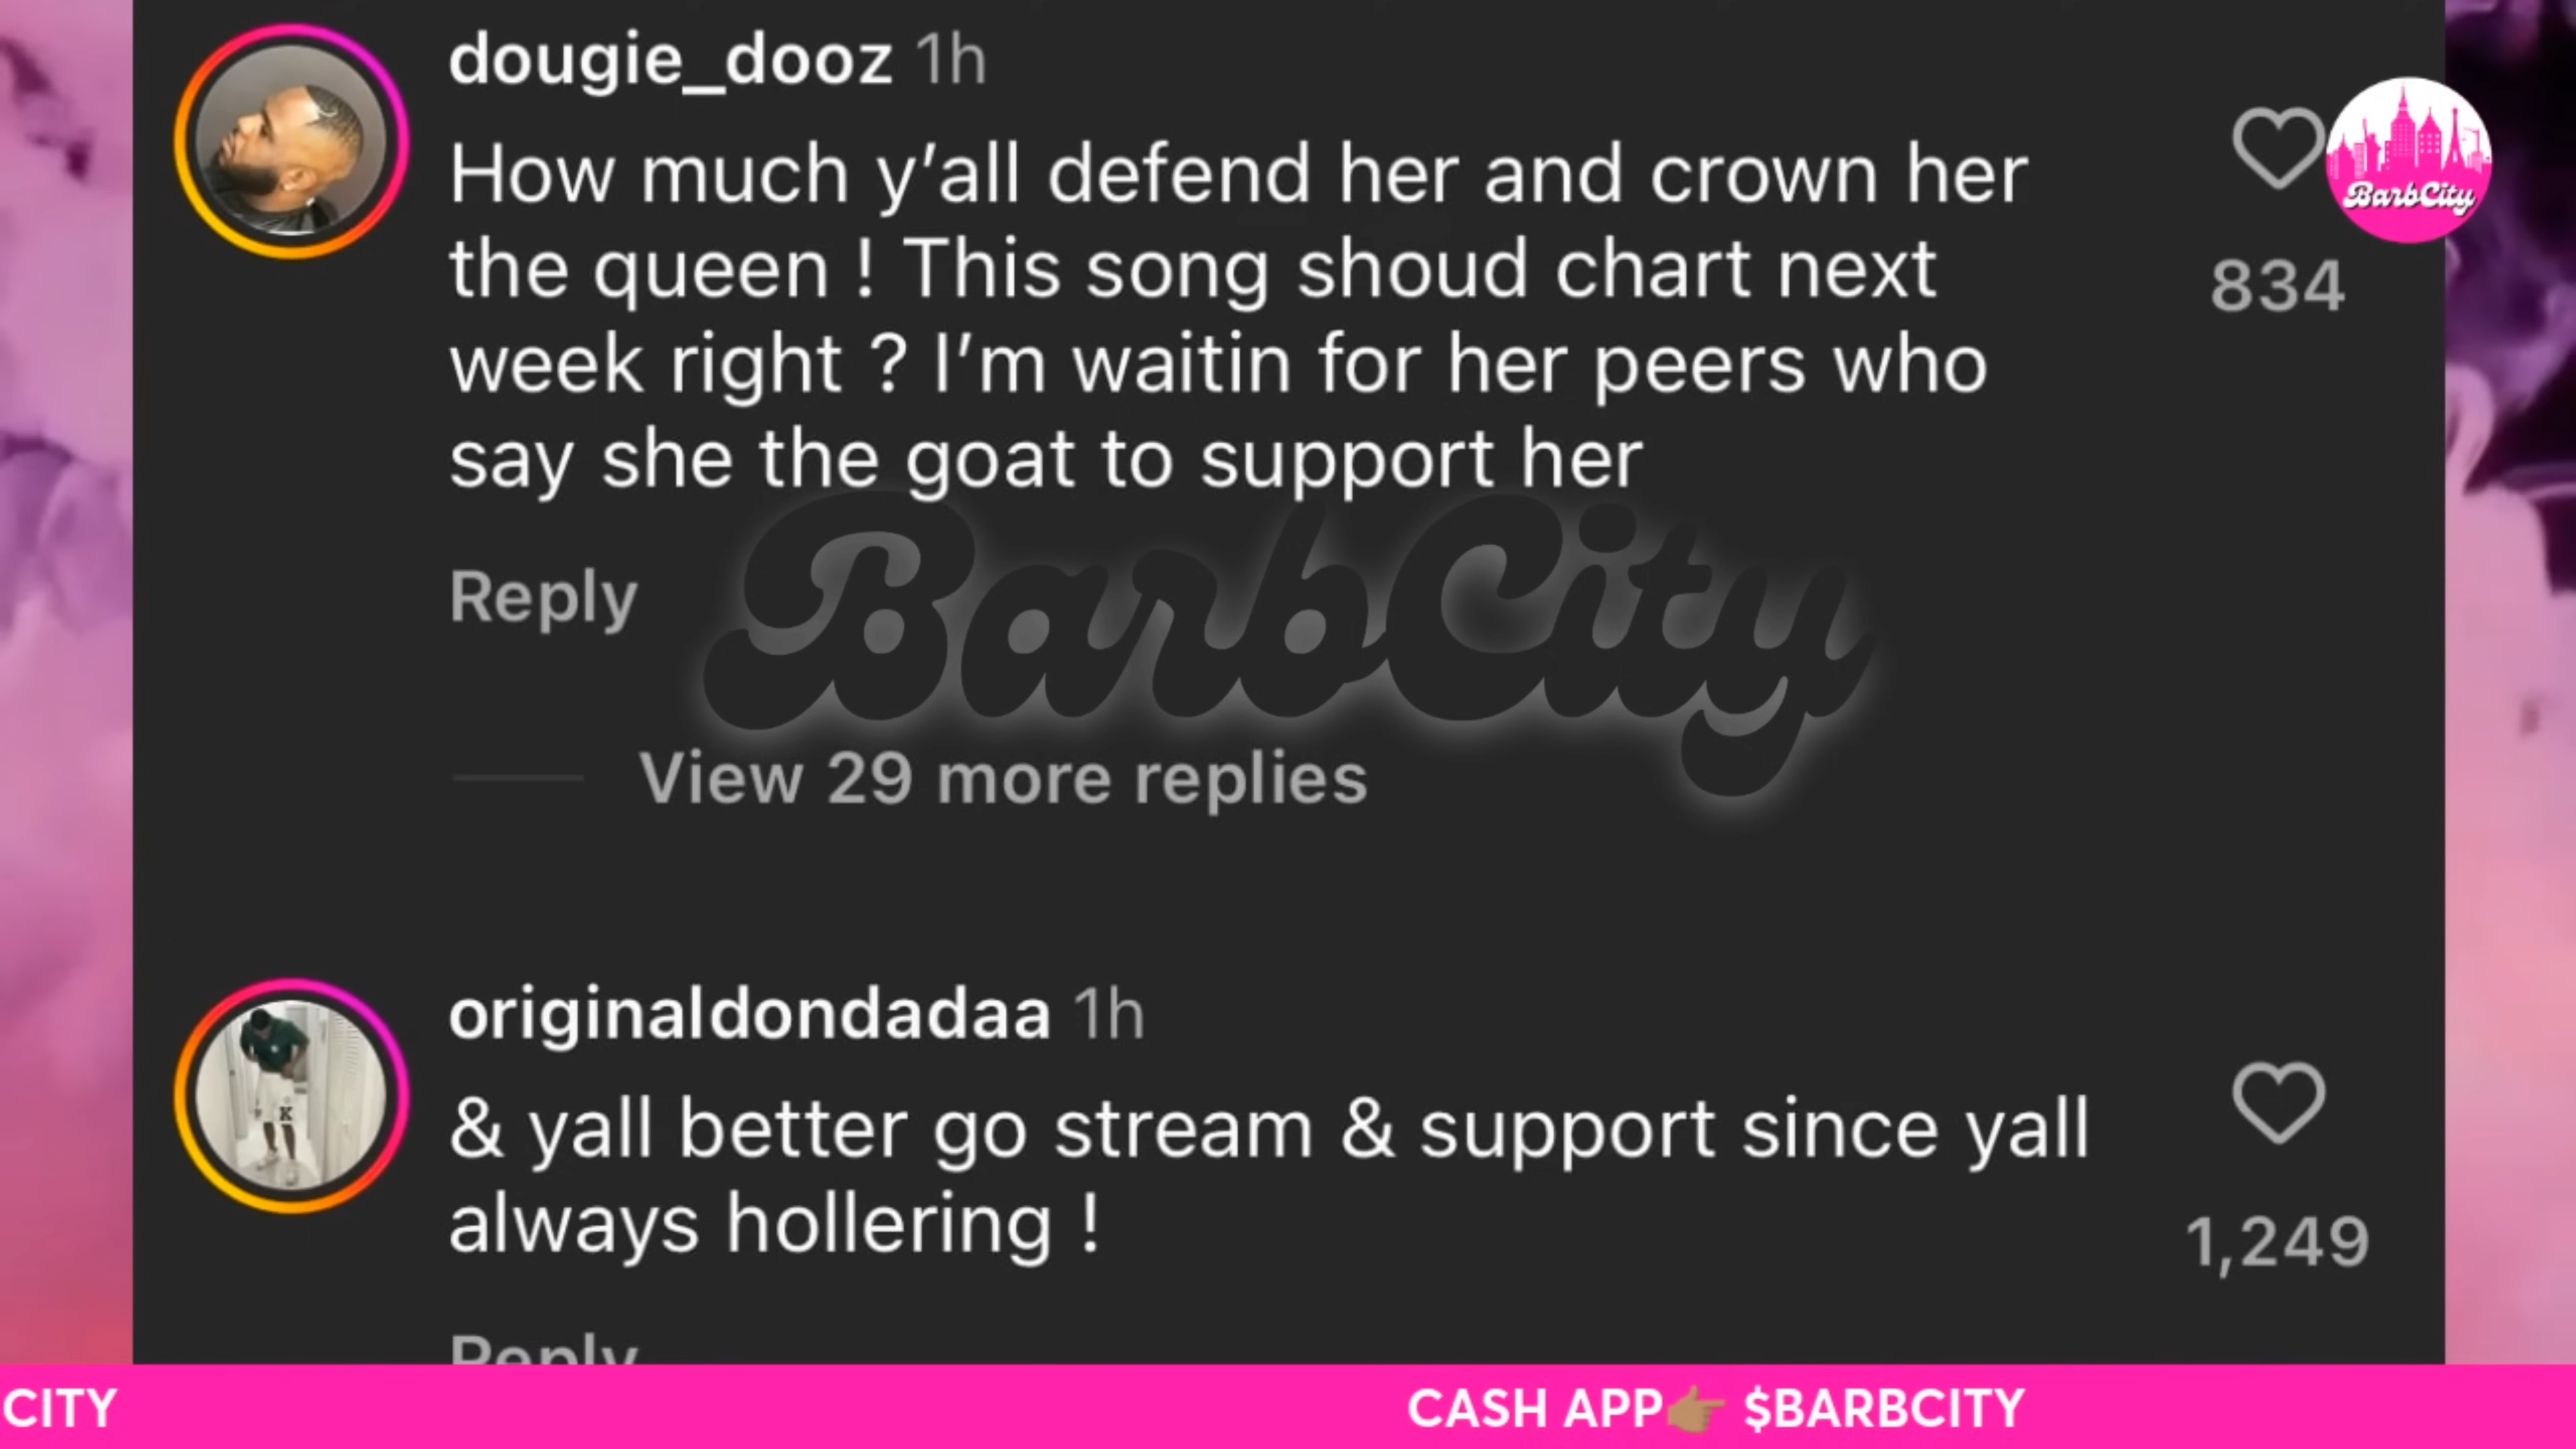 dougie_dooz 1h
How much y'all defend her and crown her
the queen ! This song shoud chart next
week right ? I'm waitin for her peers who
say she the goat to support her
834
BarbCity
Reply
BarbCity
View 29 more replies
originaldondadaa 1h
& yall better go stream & support since yall
always hollering !
1,249
K
Reply
CITY
CASH APP👉🏽 $BARBCITY